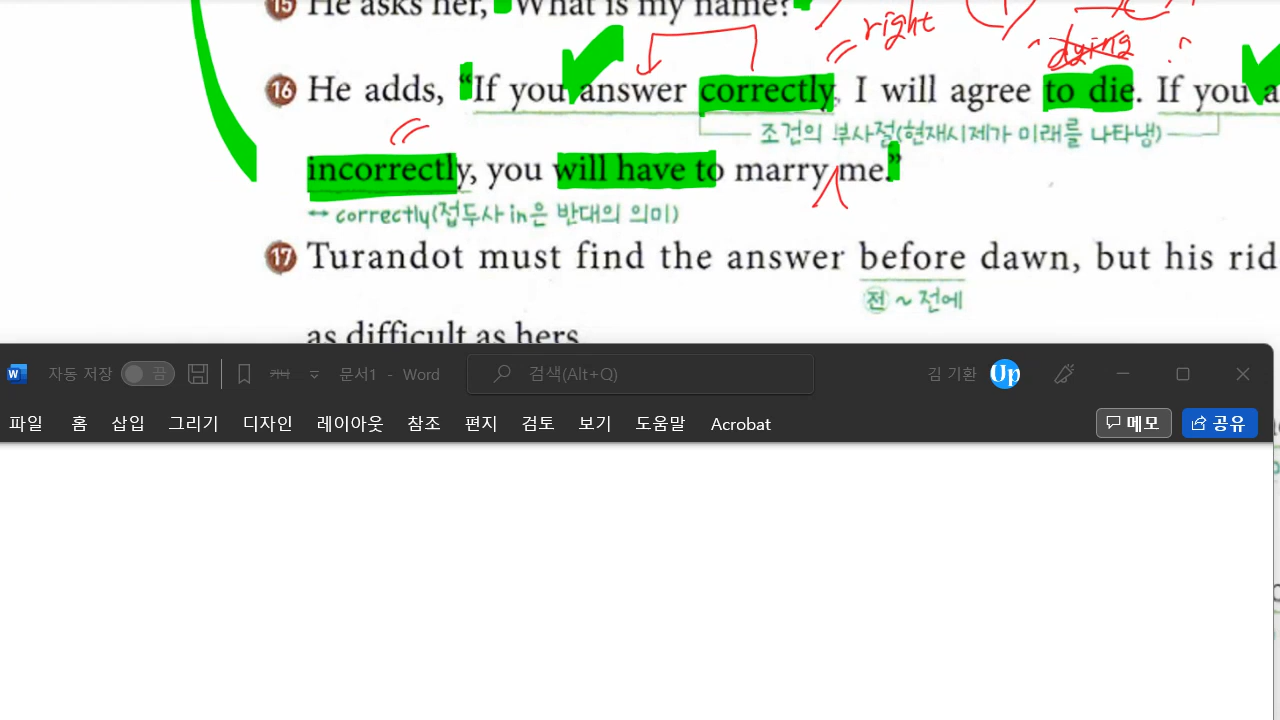 15 He asks her, "What is my name?"
right
dying
16 He adds, "If you answer correctly, I will agree to die. If you
조건의 부사절(현재시제가 미래를 나타냄)
incorrectly, you will have to marry me."
↔ correctly(접두사 in은 반대의 의미)
17 Turandot must find the answer before dawn, but his
전 ~ 전에
as difficult as hers
자동 저장 끔 가나 문서1 - Word 검색(Alt+Q) 김 기환 Up
파일 홈 삽입 그리기 디자인 레이아웃 참조 편지 검토 보기 도움말 Acrobat 메모 공유